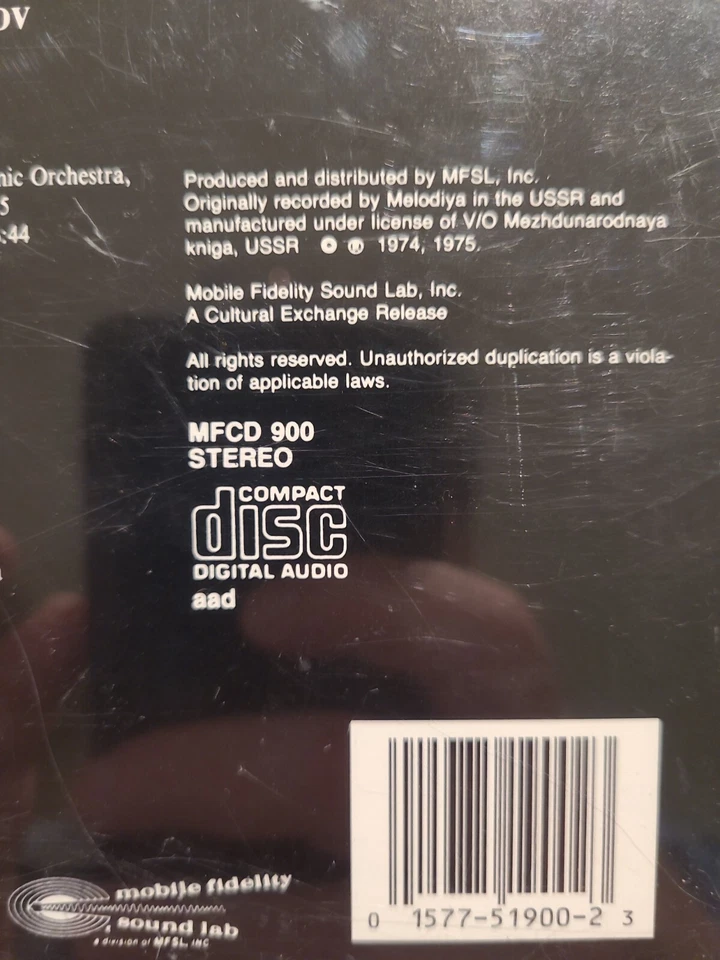 OV
nic Orchestra,
5
:44
Produced and distributed by MFSL, Inc.
Originally recorded by Melodiya in the USSR and
manufactured under license of V/O Mezhdunarodnaya
kniga, USSR © ℗ 1974, 1975.
Mobile Fidelity Sound Lab, Inc.
A Cultural Exchange Release
All rights reserved. Unauthorized duplication is a viola-
tion of applicable laws.
MFCD 900
STEREO
COMPACT
disc
DIGITAL AUDIO
aad
mobile fidelity
sound lab
a division of MFSL, INC
0 1577-51900-2 3